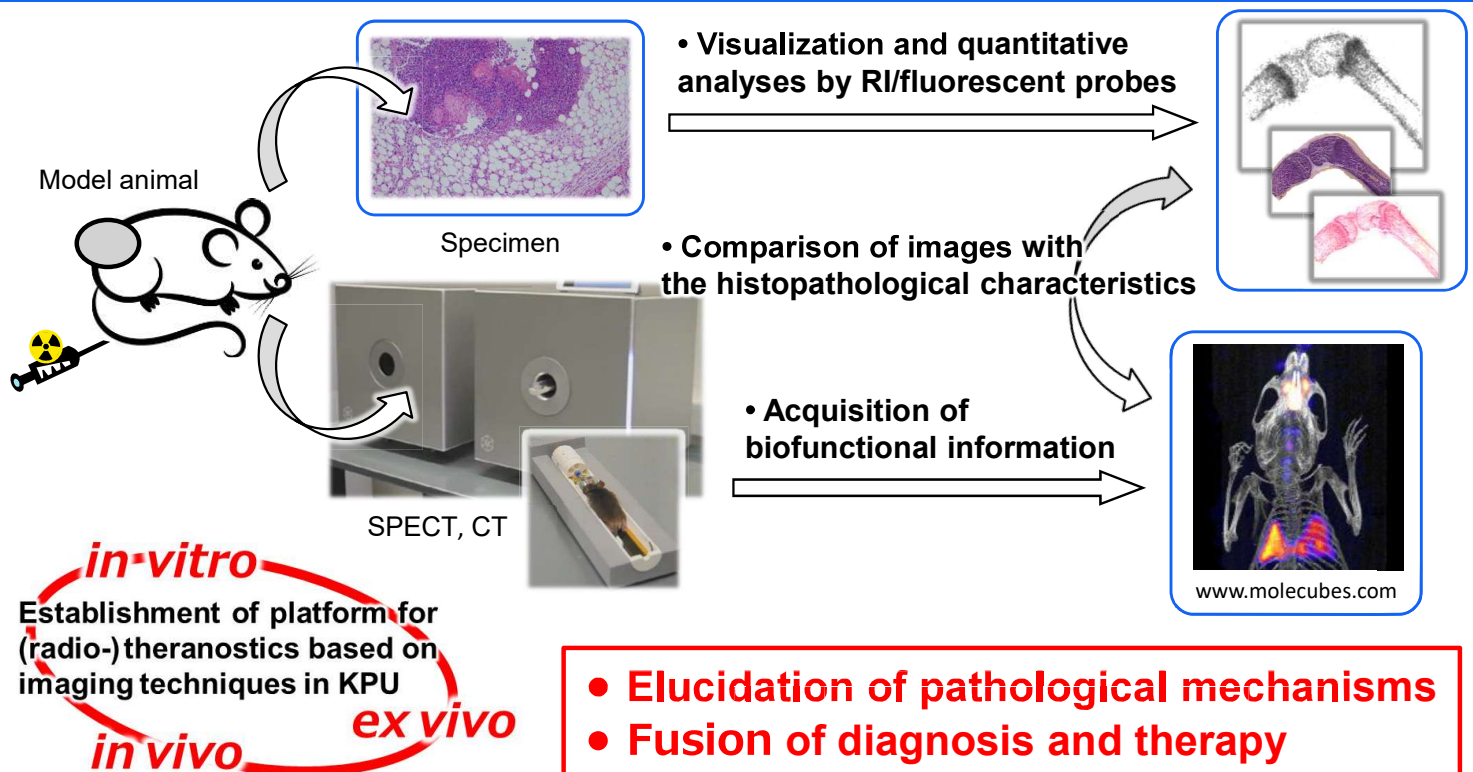 • Visualization and quantitative
analyses by RI/fluorescent probes
Model animal
Specimen
• Comparison of images with
the histopathological characteristics
• Acquisition of
biofunctional information
SPECT, CT
www.molecubes.com
in vitro
Establishment of platform for
(radio-) theranostics based on
imaging techniques in KPU
ex vivo
in vivo
• Elucidation of pathological mechanisms
• Fusion of diagnosis and therapy